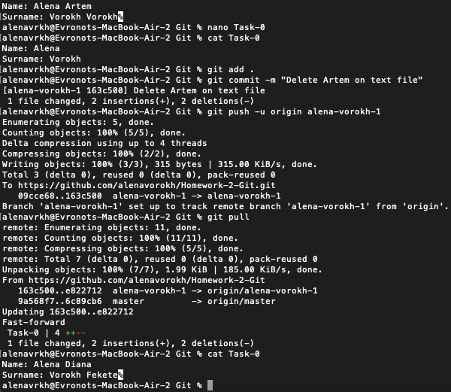 Name: Alena Artem
Surname: Vorokh Vorokh%
alenavrkh@Evronots-MacBook-Air-2 Git % nano Task-0
alenavrkh@Evronots-MacBook-Air-2 Git % cat Task-0
Name: Alena
Surname: Vorokh
alenavrkh@Evronots-MacBook-Air-2 Git % git add .
alenavrkh@Evronots-MacBook-Air-2 Git % git commit -m "Delete Artem on text file"
[alena-vorokh-1 163c500] Delete Artem on text file
1 file changed, 2 insertions(+), 2 deletions(-)
alenavrkh@Evronots-MacBook-Air-2 Git % git push -u origin alena-vorokh-1
Enumerating objects: 5, done.
Counting objects: 100% (5/5), done.
Delta compression using up to 4 threads
Compressing objects: 100% (2/2), done.
Writing objects: 100% (3/3), 315 bytes | 315.00 KiB/s, done.
Total 3 (delta 0), reused 0 (delta 0), pack-reused 0
To https://github.com/alenavorokh/Homework-2-Git.git
09cce68..163c500 alena-vorokh-1 -> alena-vorokh-1
Branch 'alena-vorokh-1' set up to track remote branch 'alena-vorokh-1' from 'origin'.
alenavrkh@Evronots-MacBook-Air-2 Git % git pull
remote: Enumerating objects: 11, done.
remote: Counting objects: 100% (11/11), done.
remote: Compressing objects: 100% (5/5), done.
remote: Total 7 (delta 0), reused 0 (delta 0), pack-reused 0
Unpacking objects: 100% (7/7), 1.99 KiB | 185.00 KiB/s, done.
From https://github.com/alenavorokh/Homework-2-Git
163c500..e822712 alena-vorokh-1 -> origin/alena-vorokh-1
9a568f7..6c89cb6 master -> origin/master
Updating 163c500..e822712
Fast-forward
Task-0 | 4 ++--
1 file changed, 2 insertions(+), 2 deletions(-)
alenavrkh@Evronots-MacBook-Air-2 Git % cat Task-0
Name: Alena Diana
Surname: Vorokh Fekete%
alenavrkh@Evronots-MacBook-Air-2 Git %